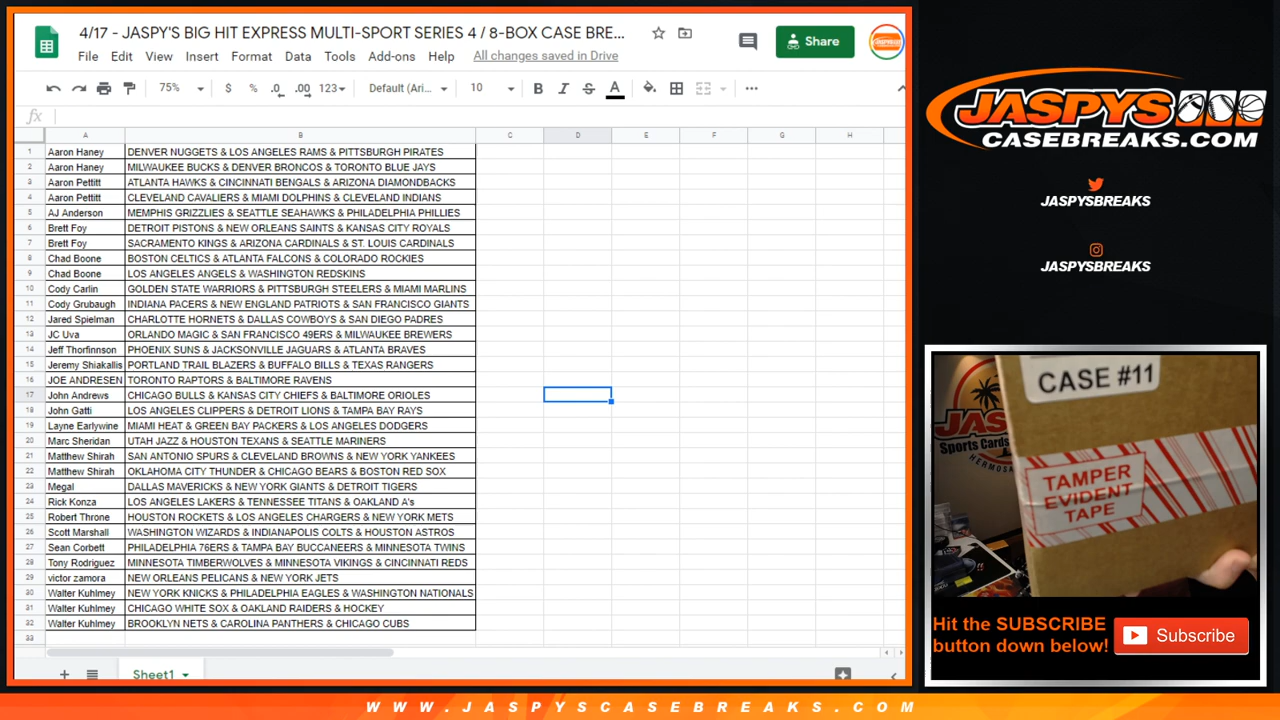 4/17 - JASPY'S BIG HIT EXPRESS MULTI-SPORT SERIES 4 / 8-BOX CASE BRE...
Share
File Edit View Insert Format Data Tools Add-ons Help All changes saved in Drive
75% $ % .0 .00 123 Default (Ari... 10 B I S A
fx
A B C D E F G H
1 Aaron Haney DENVER NUGGETS & LOS ANGELES RAMS & PITTSBURGH PIRATES
2 Aaron Haney MILWAUKEE BUCKS & DENVER BRONCOS & TORONTO BLUE JAYS
3 Aaron Pettitt ATLANTA HAWKS & CINCINNATI BENGALS & ARIZONA DIAMONDBACKS
4 Aaron Pettitt CLEVELAND CAVALIERS & MIAMI DOLPHINS & CLEVELAND INDIANS
5 AJ Anderson MEMPHIS GRIZZLIES & SEATTLE SEAHAWKS & PHILADELPHIA PHILLIES
6 Brett Foy DETROIT PISTONS & NEW ORLEANS SAINTS & KANSAS CITY ROYALS
7 Brett Foy SACRAMENTO KINGS & ARIZONA CARDINALS & ST. LOUIS CARDINALS
8 Chad Boone BOSTON CELTICS & ATLANTA FALCONS & COLORADO ROCKIES
9 Chad Boone LOS ANGELES ANGELS & WASHINGTON REDSKINS
10 Cody Carlin GOLDEN STATE WARRIORS & PITTSBURGH STEELERS & MIAMI MARLINS
11 Cody Grubaugh INDIANA PACERS & NEW ENGLAND PATRIOTS & SAN FRANCISCO GIANTS
12 Jared Spielman CHARLOTTE HORNETS & DALLAS COWBOYS & SAN DIEGO PADRES
13 JC Uva ORLANDO MAGIC & SAN FRANCISCO 49ERS & MILWAUKEE BREWERS
14 Jeff Thorfinnson PHOENIX SUNS & JACKSONVILLE JAGUARS & ATLANTA BRAVES
15 Jeremy Shiakallis PORTLAND TRAIL BLAZERS & BUFFALO BILLS & TEXAS RANGERS
16 JOE ANDRESEN TORONTO RAPTORS & BALTIMORE RAVENS
17 John Andrews CHICAGO BULLS & KANSAS CITY CHIEFS & BALTIMORE ORIOLES
18 John Gatti LOS ANGELES CLIPPERS & DETROIT LIONS & TAMPA BAY RAYS
19 Layne Earlywine MIAMI HEAT & GREEN BAY PACKERS & LOS ANGELES DODGERS
20 Marc Sheridan UTAH JAZZ & HOUSTON TEXANS & SEATTLE MARINERS
21 Matthew Shirah SAN ANTONIO SPURS & CLEVELAND BROWNS & NEW YORK YANKEES
22 Matthew Shirah OKLAHOMA CITY THUNDER & CHICAGO BEARS & BOSTON RED SOX
23 Megal DALLAS MAVERICKS & NEW YORK GIANTS & DETROIT TIGERS
24 Rick Konza LOS ANGELES LAKERS & TENNESSEE TITANS & OAKLAND A's
25 Robert Throne HOUSTON ROCKETS & LOS ANGELES CHARGERS & NEW YORK METS
26 Scott Marshall WASHINGTON WIZARDS & INDIANAPOLIS COLTS & HOUSTON ASTROS
27 Sean Corbett PHILADELPHIA 76ERS & TAMPA BAY BUCCANEERS & MINNESOTA TWINS
28 Tony Rodriguez MINNESOTA TIMBERWOLVES & MINNESOTA VIKINGS & CINCINNATI REDS
29 victor zamora NEW ORLEANS PELICANS & NEW YORK JETS
30 Walter Kuhlmey NEW YORK KNICKS & PHILADELPHIA EAGLES & WASHINGTON NATIONALS
31 Walter Kuhlmey CHICAGO WHITE SOX & OAKLAND RAIDERS & HOCKEY
32 Walter Kuhlmey BROOKLYN NETS & CAROLINA PANTHERS & CHICAGO CUBS
33
Sheet1
JASPYS
CASEBREAKS.COM
JASPYSBREAKS
JASPYSBREAKS
CASE #11
TAMPER
EVIDENT
TAPE
Sports Cards
Hit the SUBSCRIBE
button down below!
Subscribe
WWW.JASPYSCASEBREAKS.COM